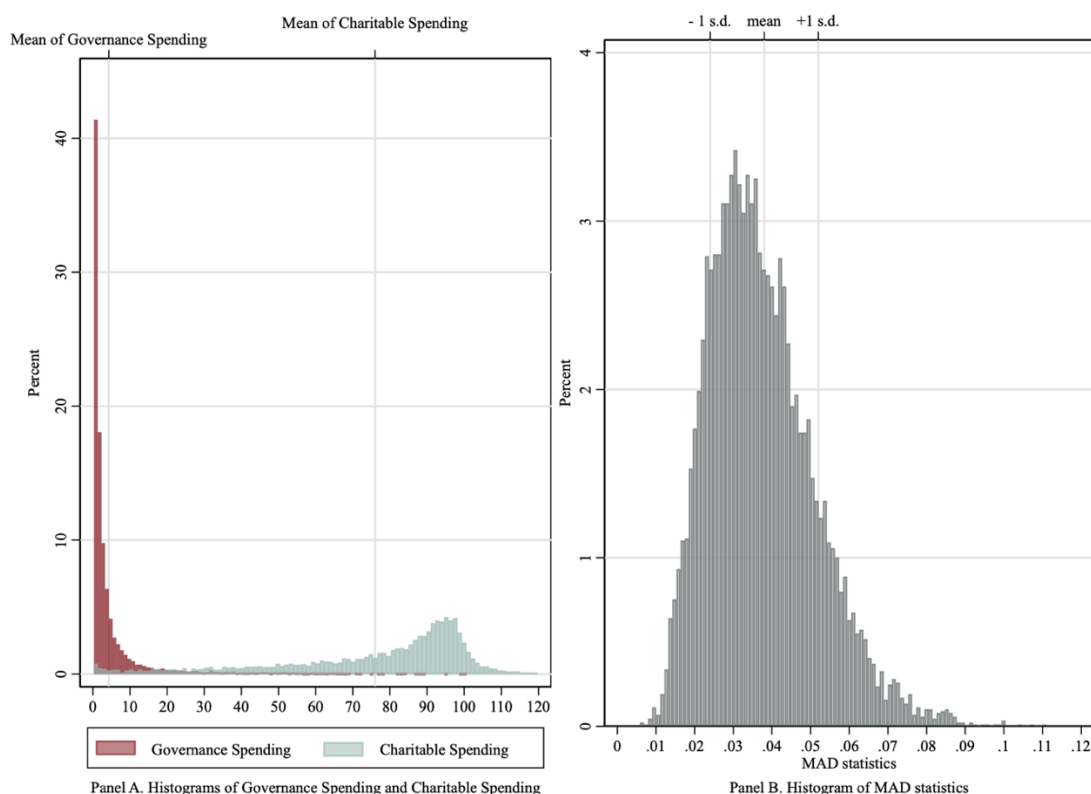 Mean of Charitable Spending
Mean of Governance Spending
Percent
40
30
20
10
0
0 10 20 30 40 50 60 70 80 90 100 110 120
Governance Spending Charitable Spending
Panel A. Histograms of Governance Spending and Charitable Spending
- 1 s.d. mean +1 s.d.
Percent
4
3
2
1
0
0 .01 .02 .03 .04 .05 .06 .07 .08 .09 .1 .11 .12
MAD statistics
Panel B. Histogram of MAD statistics